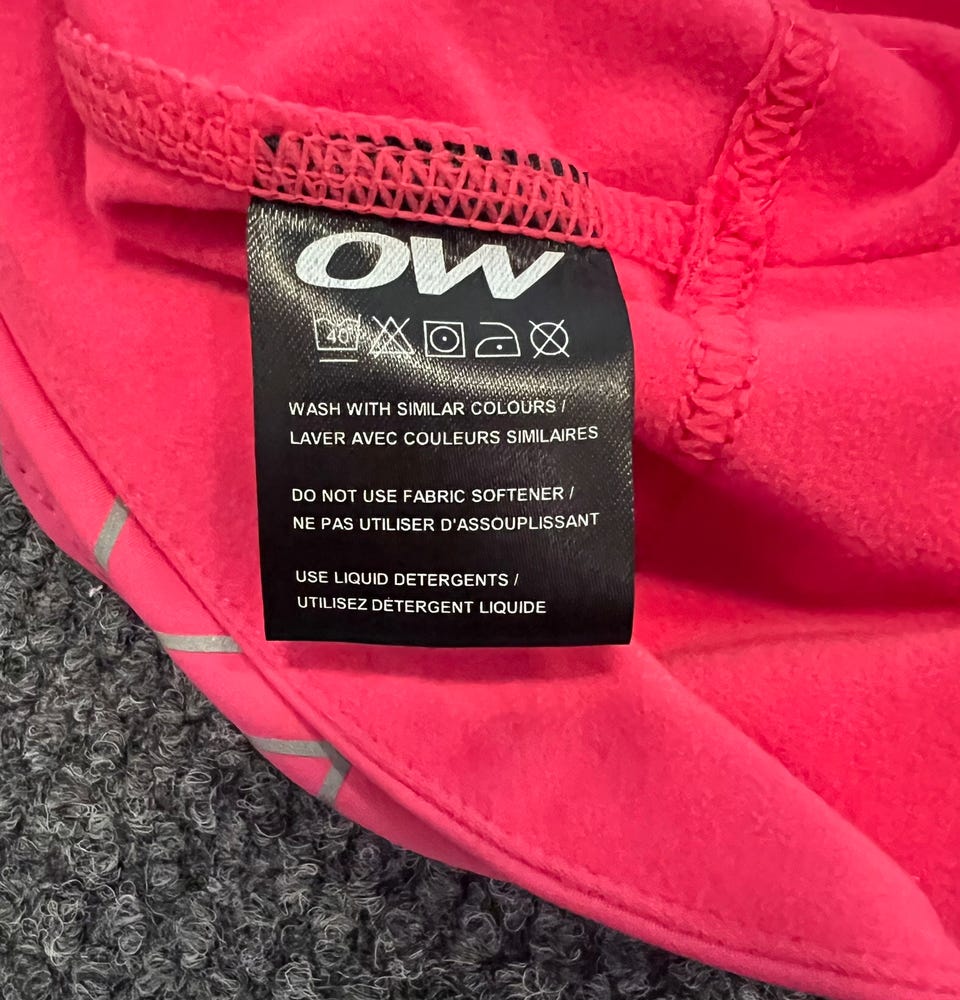 OW
40
WASH WITH SIMILAR COLOURS /
LAVER AVEC COULEURS SIMILAIRES
DO NOT USE FABRIC SOFTENER /
NE PAS UTILISER D'ASSOUPLISSANT
USE LIQUID DETERGENTS /
UTILISEZ DÉTERGENT LIQUIDE